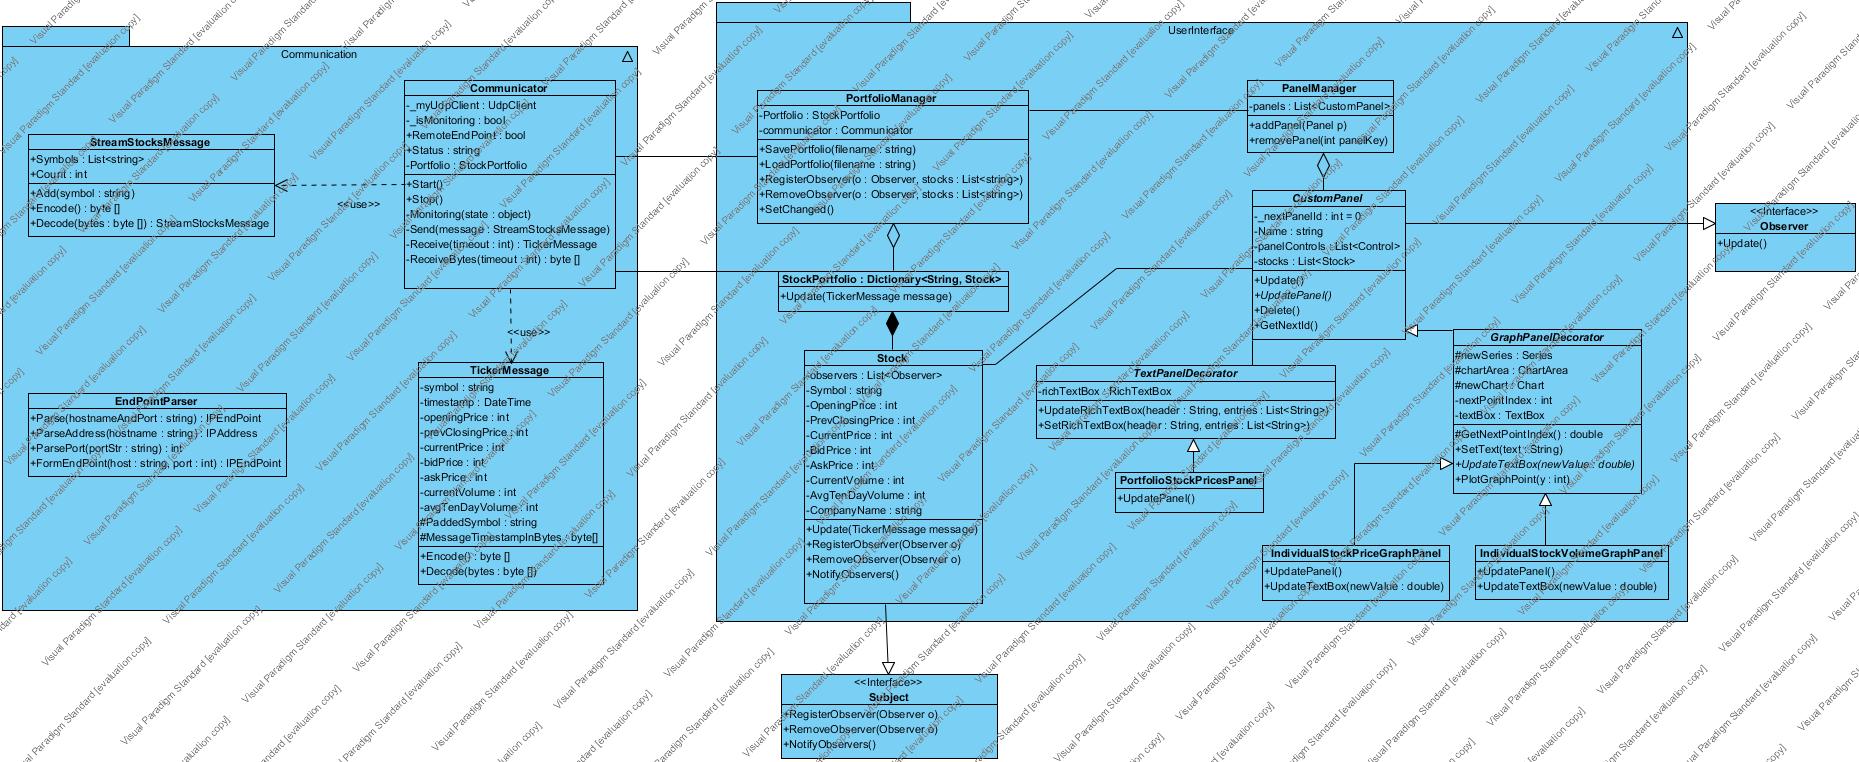 Communication
StreamStocksMessage
+Symbols : List<string>
+Count : int
+Add(symbol : string)
+Encode() : byte []
+Decode(bytes : byte []) : StreamStocksMessage
<<use>>
Communicator
-_myUdpClient : UdpClient
-_isMonitoring : bool
+RemoteEndPoint : bool
+Status : string
-Portfolio : StockPortfolio
+Start()
+Stop()
-Monitoring(state : object)
-Send(message : StreamStocksMessage)
-Receive(timeout : int) : TickerMessage
-ReceiveBytes(timeout : int) : byte []
<<use>>
EndPointParser
+Parse(hostnameAndPort : string) : IPEndPoint
+ParseAddress(hostname : string) : IPAddress
+ParsePort(portStr : string) : int
+FormEndPoint(host : string, port : int) : IPEndPoint
TickerMessage
-symbol : string
-timestamp : DateTime
-openingPrice : int
-prevClosingPrice : int
-currentPrice : int
-bidPrice : int
-askPrice : int
-currentVolume : int
-avgTenDayVolume : int
#PaddedSymbol : string
#MessageTimestampInBytes : byte[]
+Encode() : byte []
+Decode(bytes : byte [])
UserInterface
PortfolioManager
-Portfolio : StockPortfolio
-communicator : Communicator
+SavePortfolio(filename : string)
+LoadPortfolio(filename : string)
+RegisterObserver(o : Observer, stocks : List<string>)
+RemoveObserver(o : Observer, stocks : List<string>)
+SetChanged()
StockPortfolio : Dictionary<String, Stock>
+Update(TickerMessage message)
Stock
-observers : List<Observer>
-Symbol : string
-OpeningPrice : int
-PrevClosingPrice : int
-CurrentPrice : int
-BidPrice : int
-AskPrice : int
-CurrentVolume : int
-AvgTenDayVolume : int
-CompanyName : string
+Update(TickerMessage message)
+RegisterObserver(Observer o)
+RemoveObserver(Observer o)
+NotifyObservers()
PanelManager
-panels : List<CustomPanel>
+addPanel(Panel p)
+removePanel(int panelKey)
CustomPanel
-_nextPanelId : int = 0
-Name : string
-panelControls : List<Control>
-stocks : List<Stock>
+Update()
+UpdatePanel()
+Delete()
+GetNextId()
TextPanelDecorator
-richTextBox : RichTextBox
+UpdateRichTextBox(header : String, entries : List<String>)
+SetRichTextBox(header : String, entries : List<String>)
PortfolioStockPricesPanel
+UpdatePanel()
GraphPanelDecorator
#newSeries : Series
#chartArea : ChartArea
#newChart : Chart
-nextPointIndex : int
-textBox : TextBox
#GetNextPointIndex() : double
+SetText(text : String)
+UpdateTextBox(newValue : double)
+PlotGraphPoint(y : int)
IndividualStockPriceGraphPanel
+UpdatePanel()
+UpdateTextBox(newValue : double)
IndividualStockVolumeGraphPanel
+UpdatePanel()
+UpdateTextBox(newValue : double)
<<Interface>>
Observer
+Update()
<<Interface>>
Subject
+RegisterObserver(Observer o)
+RemoveObserver(Observer o)
+NotifyObservers()
Visual Paradigm Standard [evaluation copy]